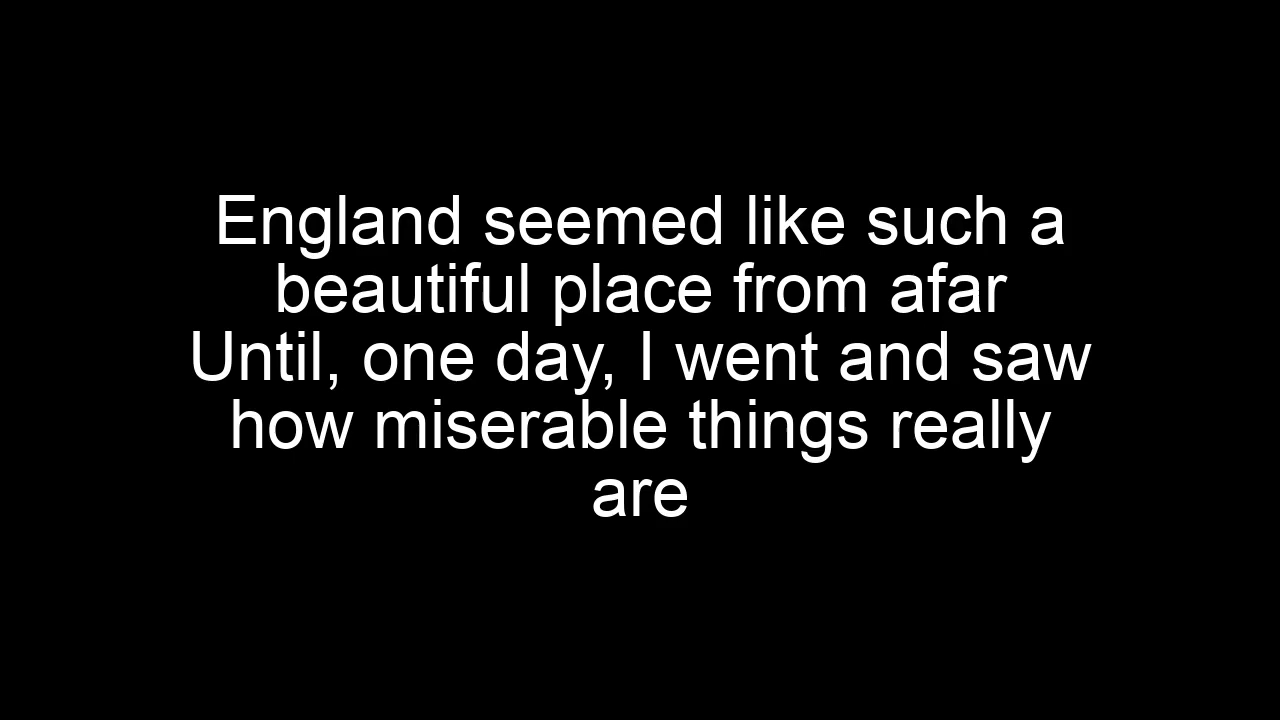 England seemed like such a
beautiful place from afar
Until, one day, I went and saw
how miserable things really
are